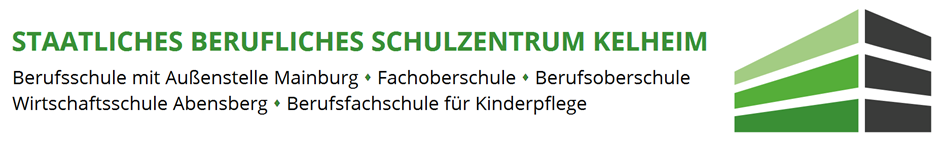 STAATLICHES BERUFLICHES SCHULZENTRUM KELHEIM
Berufsschule mit Außenstelle Mainburg ♦ Fachoberschule ♦ Berufsoberschule
Wirtschaftsschule Abensberg ♦ Berufsfachschule für Kinderpflege